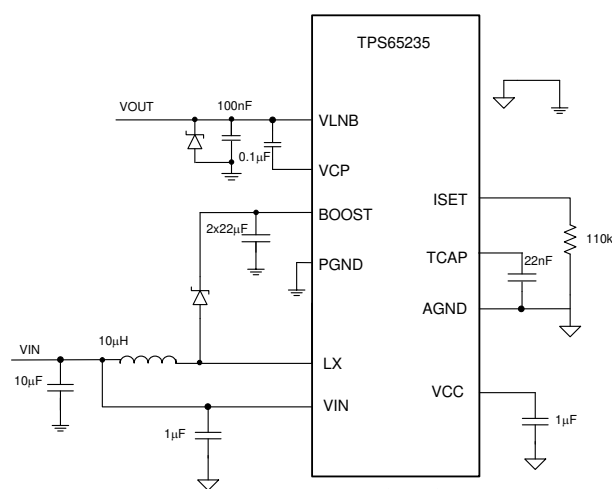 TPS65235
VOUT
100nF
VLNB
0.1µF
VCP
BOOST
ISET
2x22µF
110k
PGND
TCAP
22nF
AGND
VIN
10µH
LX
10µF
VCC
VIN
1µF
1µF